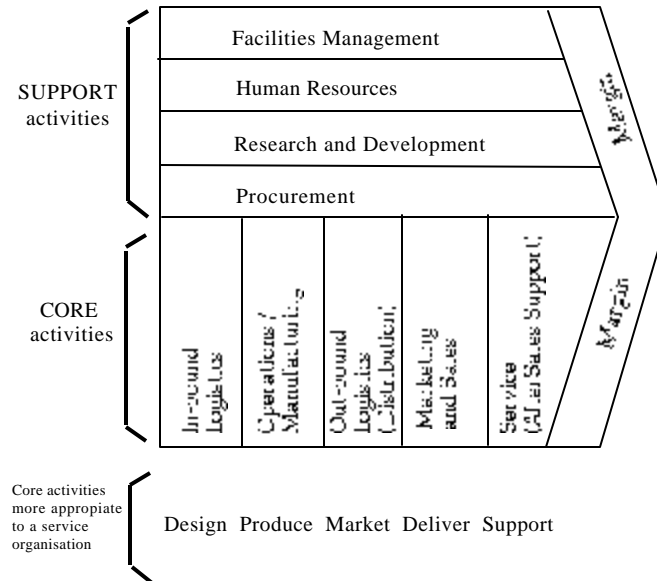 Facilities Management
Human Resources
SUPPORT
activities
Research and Development
Procurement
Margin
CORE
activities
In-bound
Logistics
Operations /
Manufacturing
Out-bound
Logistics
(Distribution)
Marketing
and Sales
Service
(After Sales Support)
Margin
Core activities
more appropiate
to a service
organisation
Design Produce Market Deliver Support